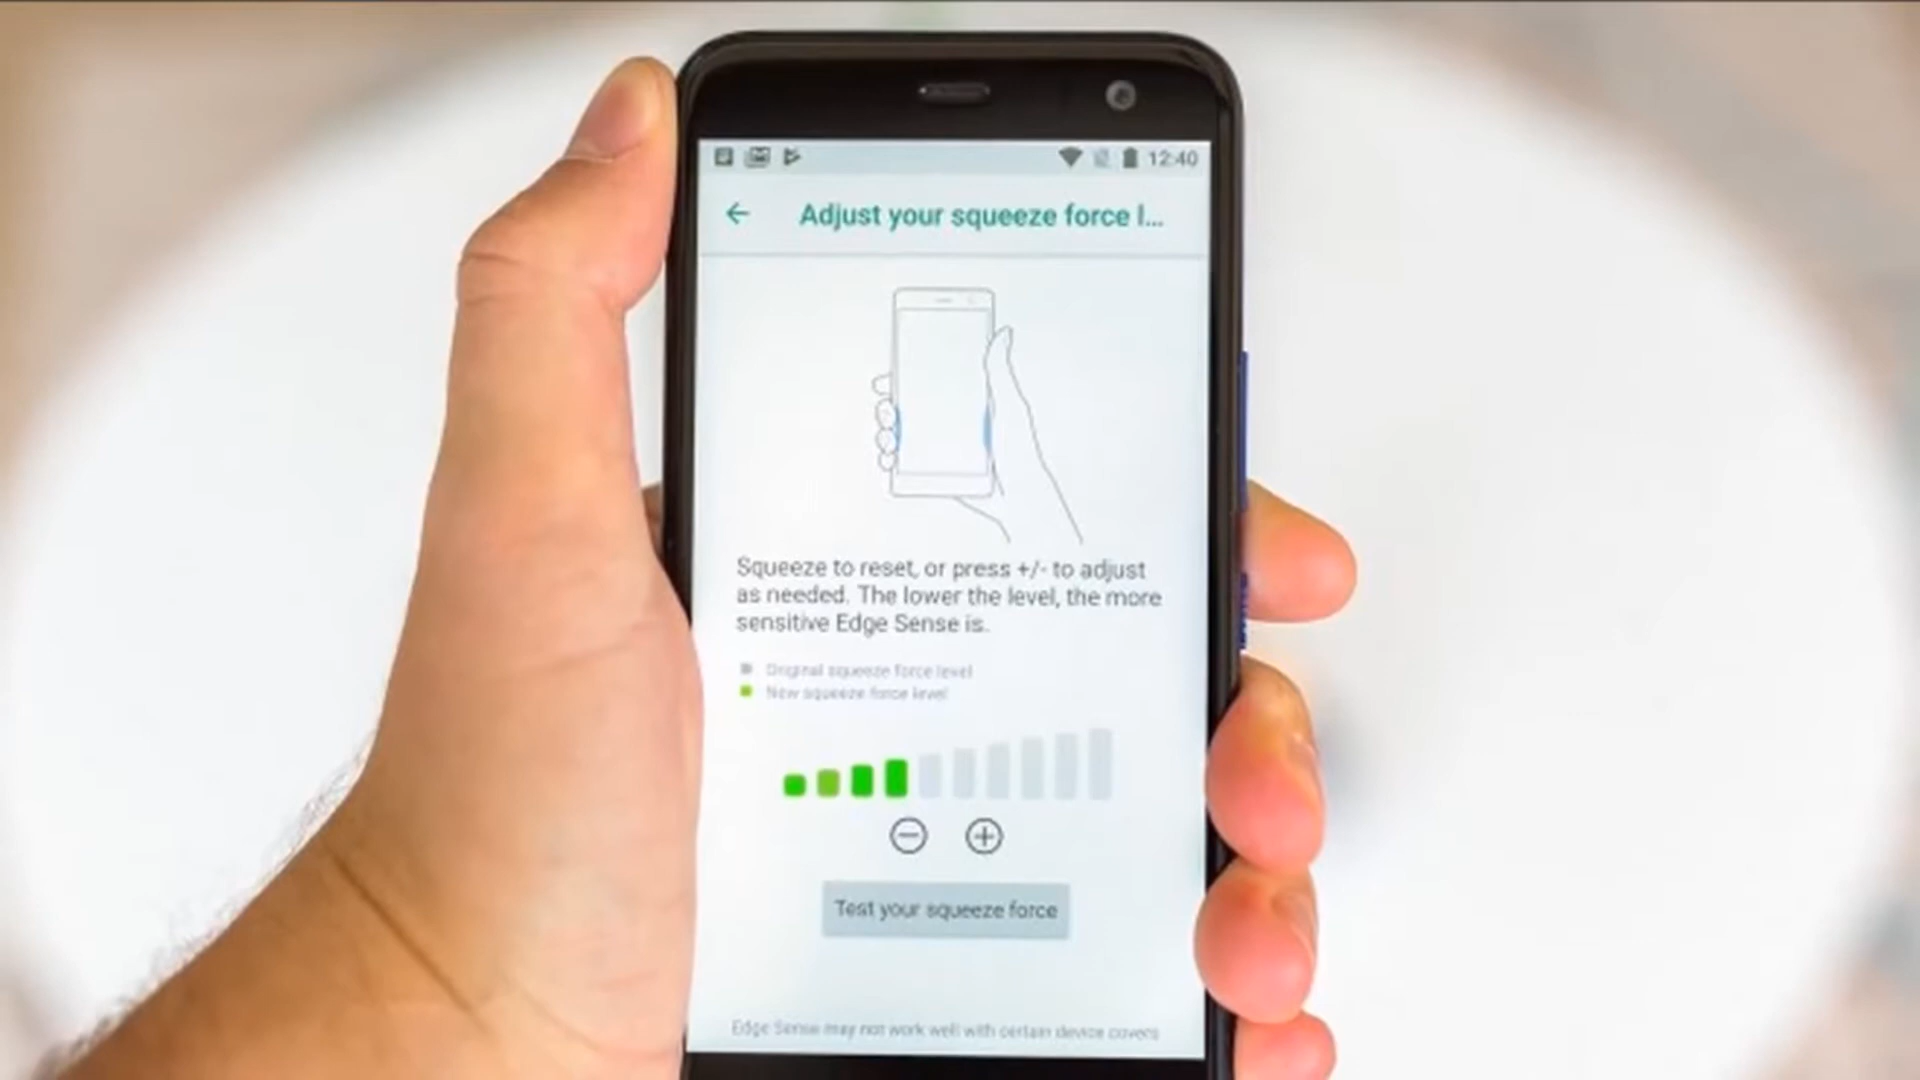 12:40
Adjust your squeeze force l...
Squeeze to reset, or press +/- to adjust
as needed. The lower the level, the more
sensitive Edge Sense is.
Original squeeze force level
New squeeze force level
Test your squeeze force
Edge Sense may not work well with certain device covers